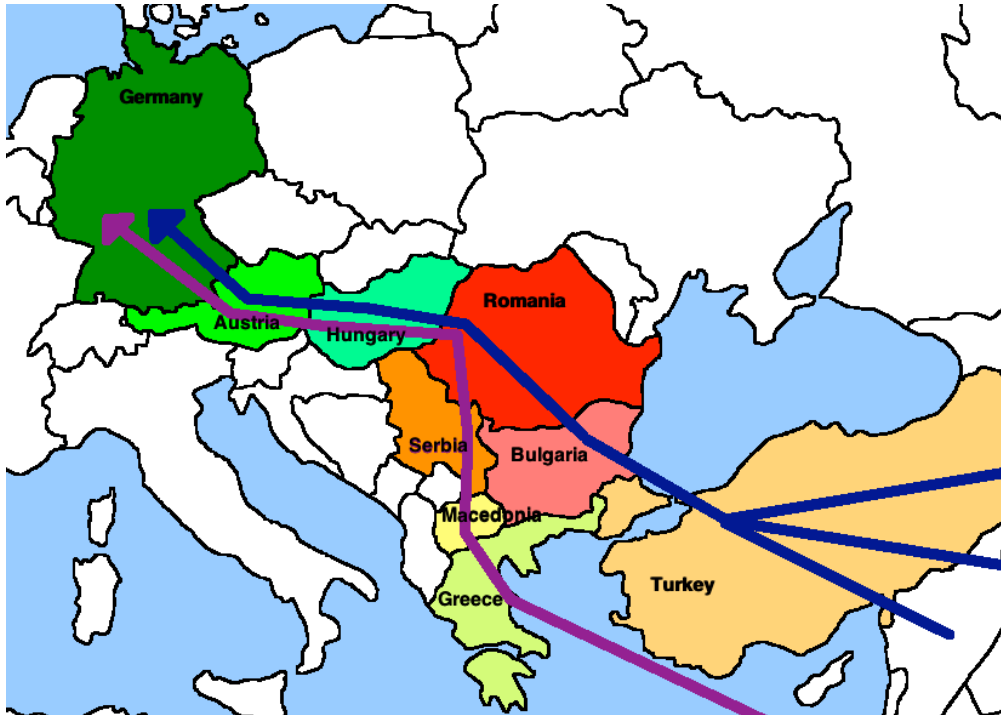 Germany
Romania
Austria
Hungary
Serbia
Bulgaria
Macedonia
Turkey
Greece